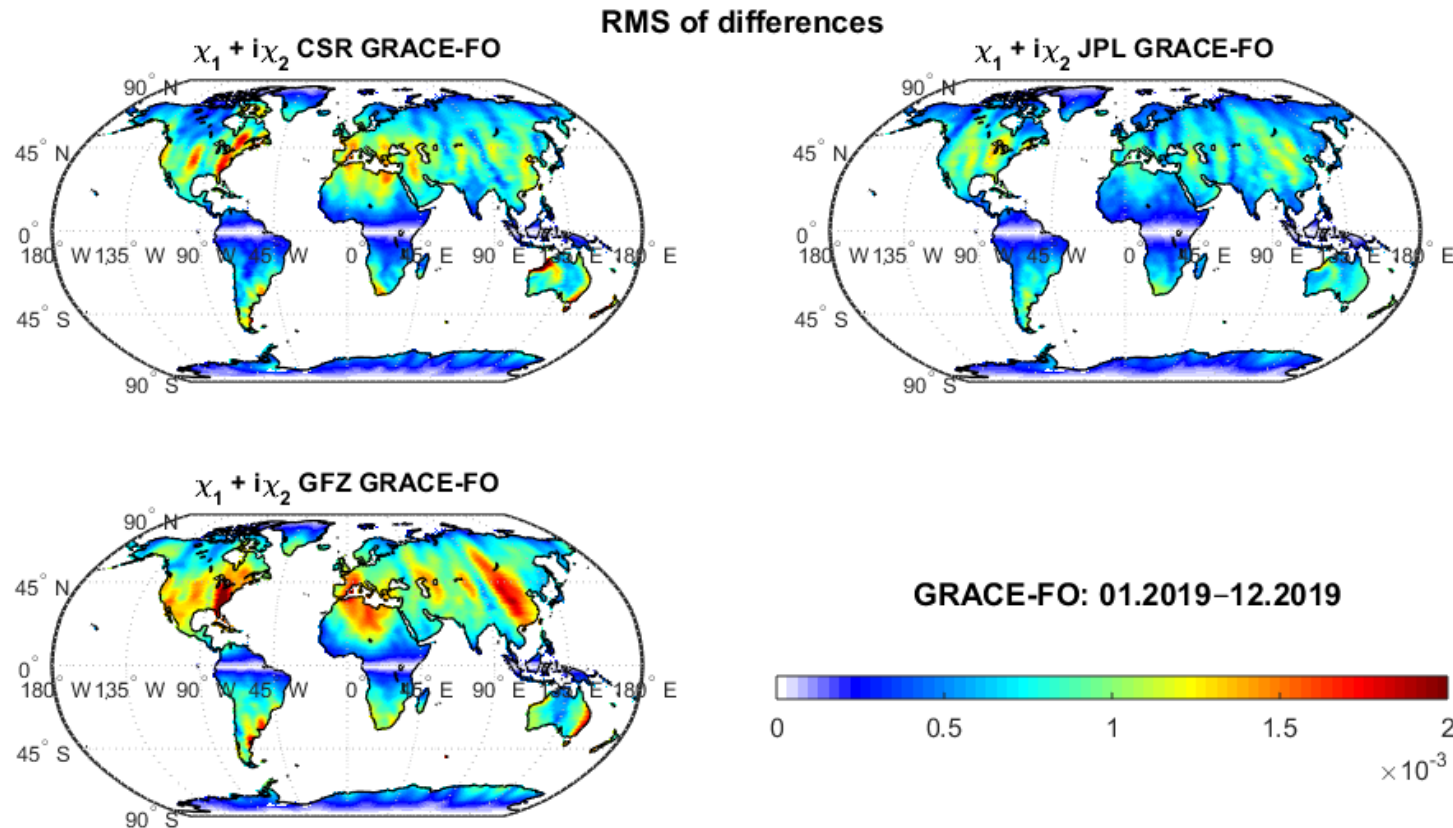 RMS of differences
χ₁ + iχ₂ CSR GRACE-FO
90° N
45° N
0°
180° W 135° W 90° W 45° W 0° 45° E 90° E 135° E 180° E
45° S
90° S
χ₁ + iχ₂ JPL GRACE-FO
90° N
45° N
0°
180° W 135° W 90° W 45° W 0° 45° E 90° E 135° E 180° E
45° S
90° S
χ₁ + iχ₂ GFZ GRACE-FO
90° N
45° N
0°
180° W 135° W 90° W 45° W 0° 45° E 90° E 135° E 180° E
45° S
90° S
GRACE-FO: 01.2019–12.2019
0 0.5 1 1.5 2
×10⁻³